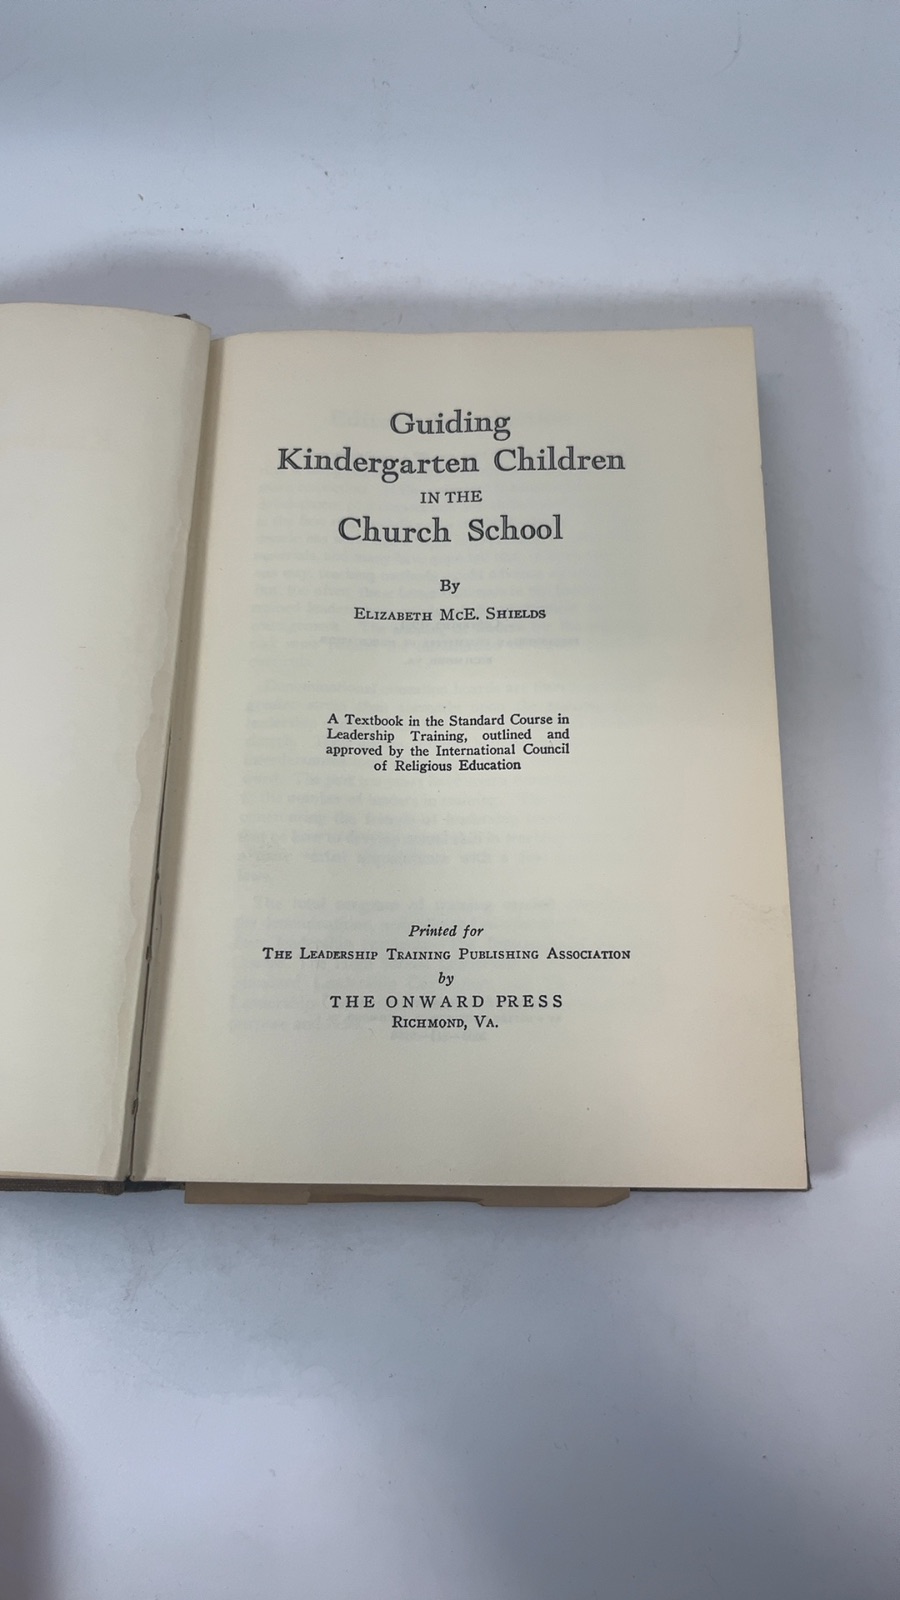 Guiding
Kindergarten Children
IN THE
Church School
By
Elizabeth McE. Shields
A Textbook in the Standard Course in
Leadership Training, outlined and
approved by the International Council
of Religious Education
Printed for
The Leadership Training Publishing Association
by
THE ONWARD PRESS
Richmond, Va.